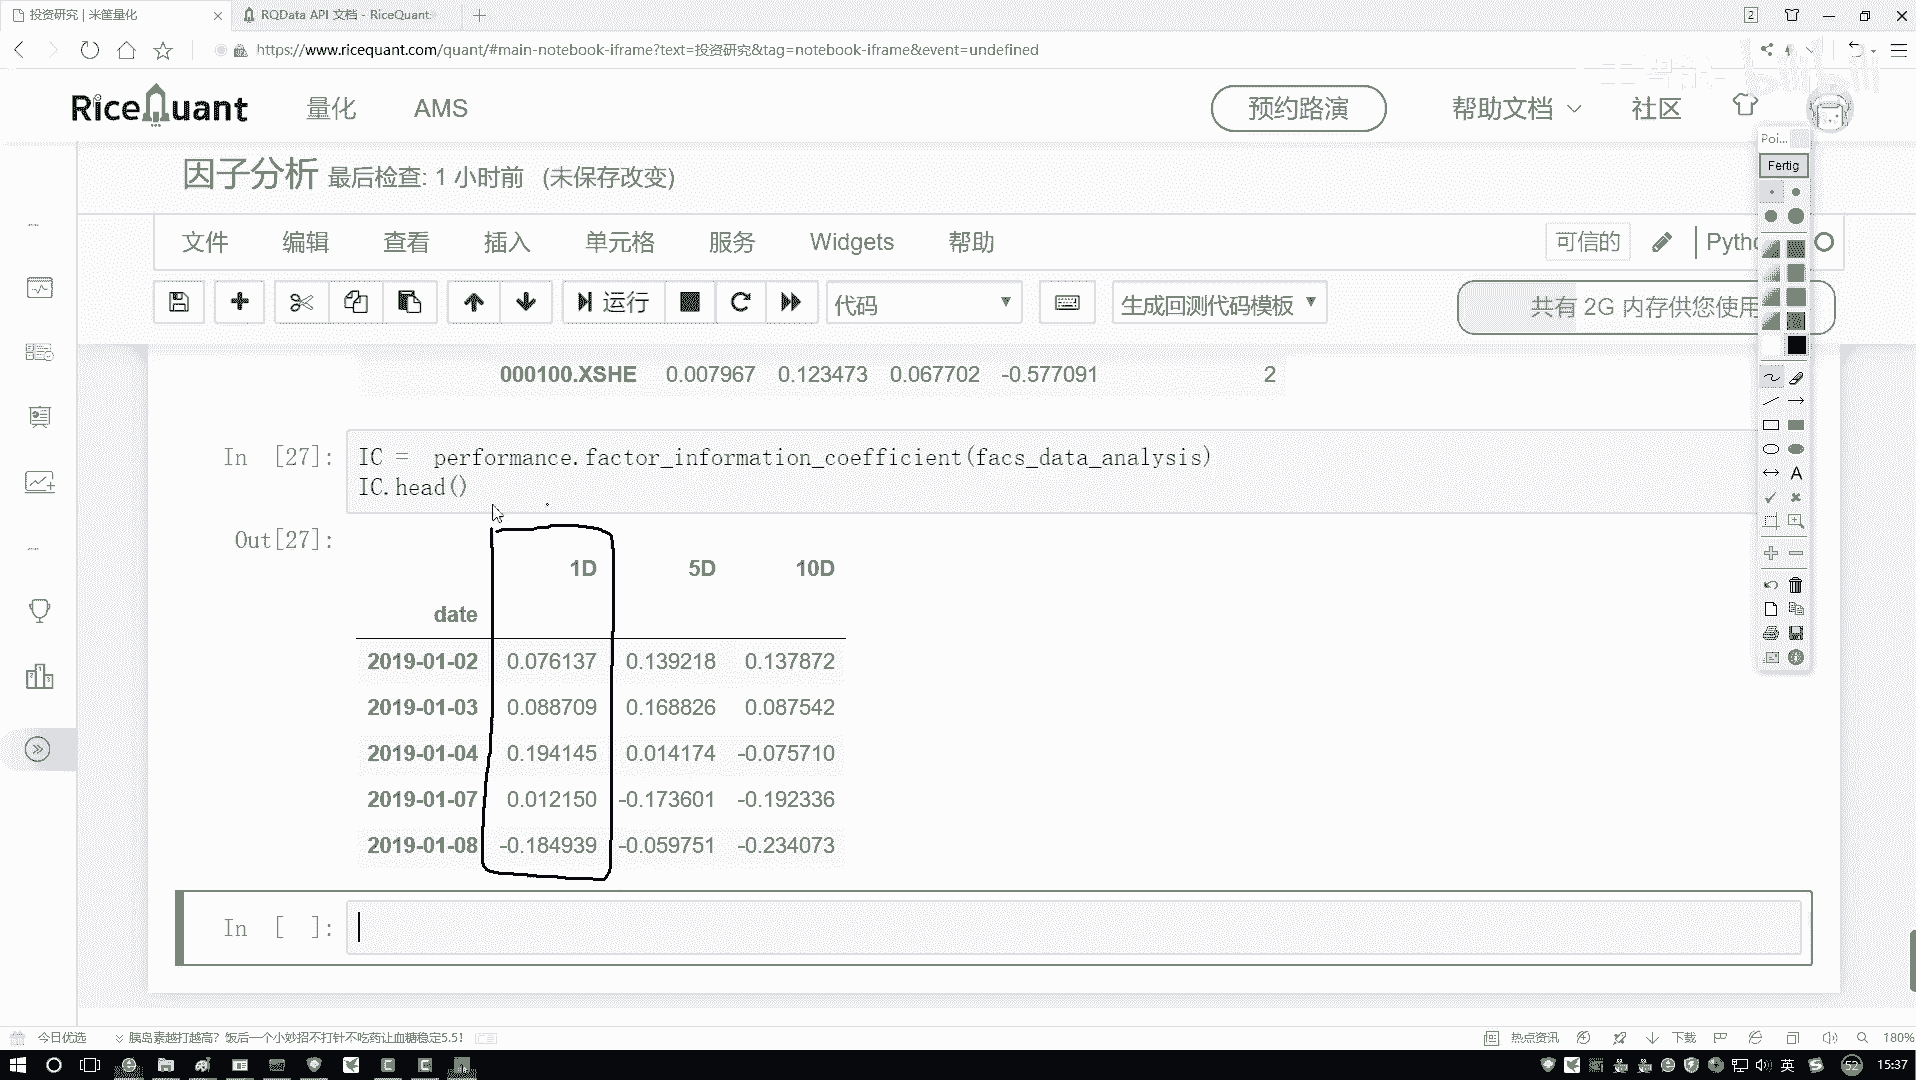 投资研究 | 米筐量化
RQData API 文档 - RiceQuant
2
https://www.ricequant.com/quant/#main-notebook-iframe?text=投资研究&tag=notebook-iframe&event=undefined
RiceQuant 量化 AMS 预约路演 帮助文档 社区
Poi...
Fertig
因子分析 最后检查: 1 小时前 (未保存改变)
文件 编辑 查看 插入 单元格 服务 Widgets 帮助 可信的
运行 代码 生成回测代码模板 共有 2G 内存供您使用
000100.XSHE 0.007967 0.123473 0.067702 -0.577091 2
In [27]: IC = performance.factor_information_coefficient(facs_data_analysis)
IC.head()
Out[27]:
1D 5D 10D
date
2019-01-02 0.076137 0.139218 0.137872
2019-01-03 0.088709 0.168826 0.087542
2019-01-04 0.194145 0.014174 -0.075710
2019-01-07 0.012150 -0.173601 -0.192336
2019-01-08 -0.184939 -0.059751 -0.234073
In [ ]:
今日优选 胰岛素越打越高? 饭后一个小妙招不打针不吃药让血糖稳定5.5! 热点资讯 下载 180%
英 52 15:37